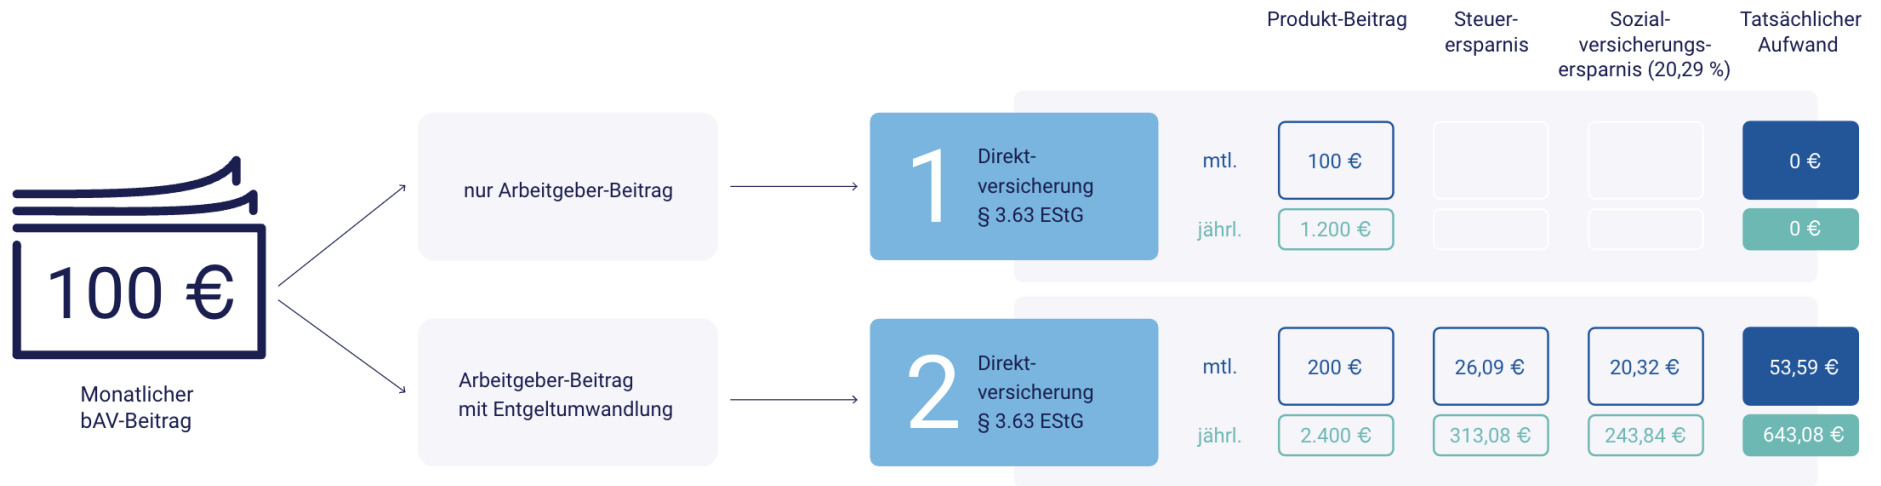 Produkt-Beitrag
Steuer-
ersparnis
Sozial-
versicherungs-
ersparnis (20,29 %)
Tatsächlicher
Aufwand
100 €
Monatlicher
bAV-Beitrag
nur Arbeitgeber-Beitrag
1
Direkt-
versicherung
§ 3.63 EStG
mtl.
100 €
0 €
jährl.
1.200 €
0 €
Arbeitgeber-Beitrag
mit Entgeltumwandlung
2
Direkt-
versicherung
§ 3.63 EStG
mtl.
200 €
26,09 €
20,32 €
53,59 €
jährl.
2.400 €
313,08 €
243,84 €
643,08 €